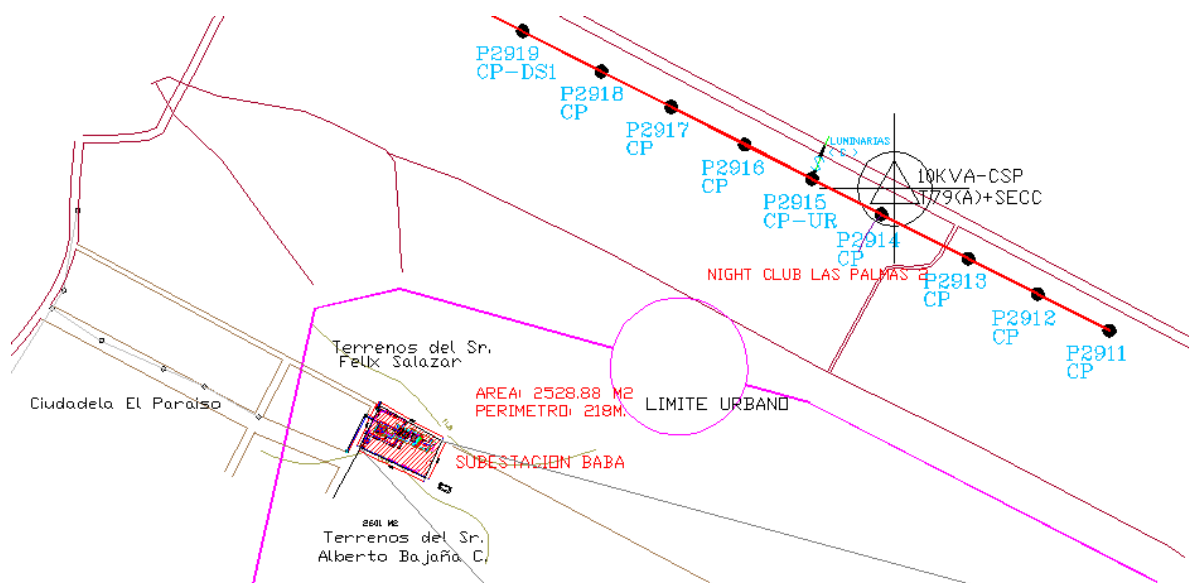 P2919
CP-DS1
P2918
CP
P2917
CP
P2916
CP
LUMINARIAS
P2915
CP-UR
10KVA-CSP
T79(A)+SECC
P2914
CP
NIGHT CLUB LAS PALMAS 2
P2913
CP
P2912
CP
P2911
CP
Terrenos del Sr.
Felix Salazar
AREA: 2528.88 M2
PERIMETRO: 218M.
LIMITE URBANO
Ciudadela El Paraiso
SUBESTACION BABA
2601 M2
Terrenos del Sr.
Alberto Bajaña C.